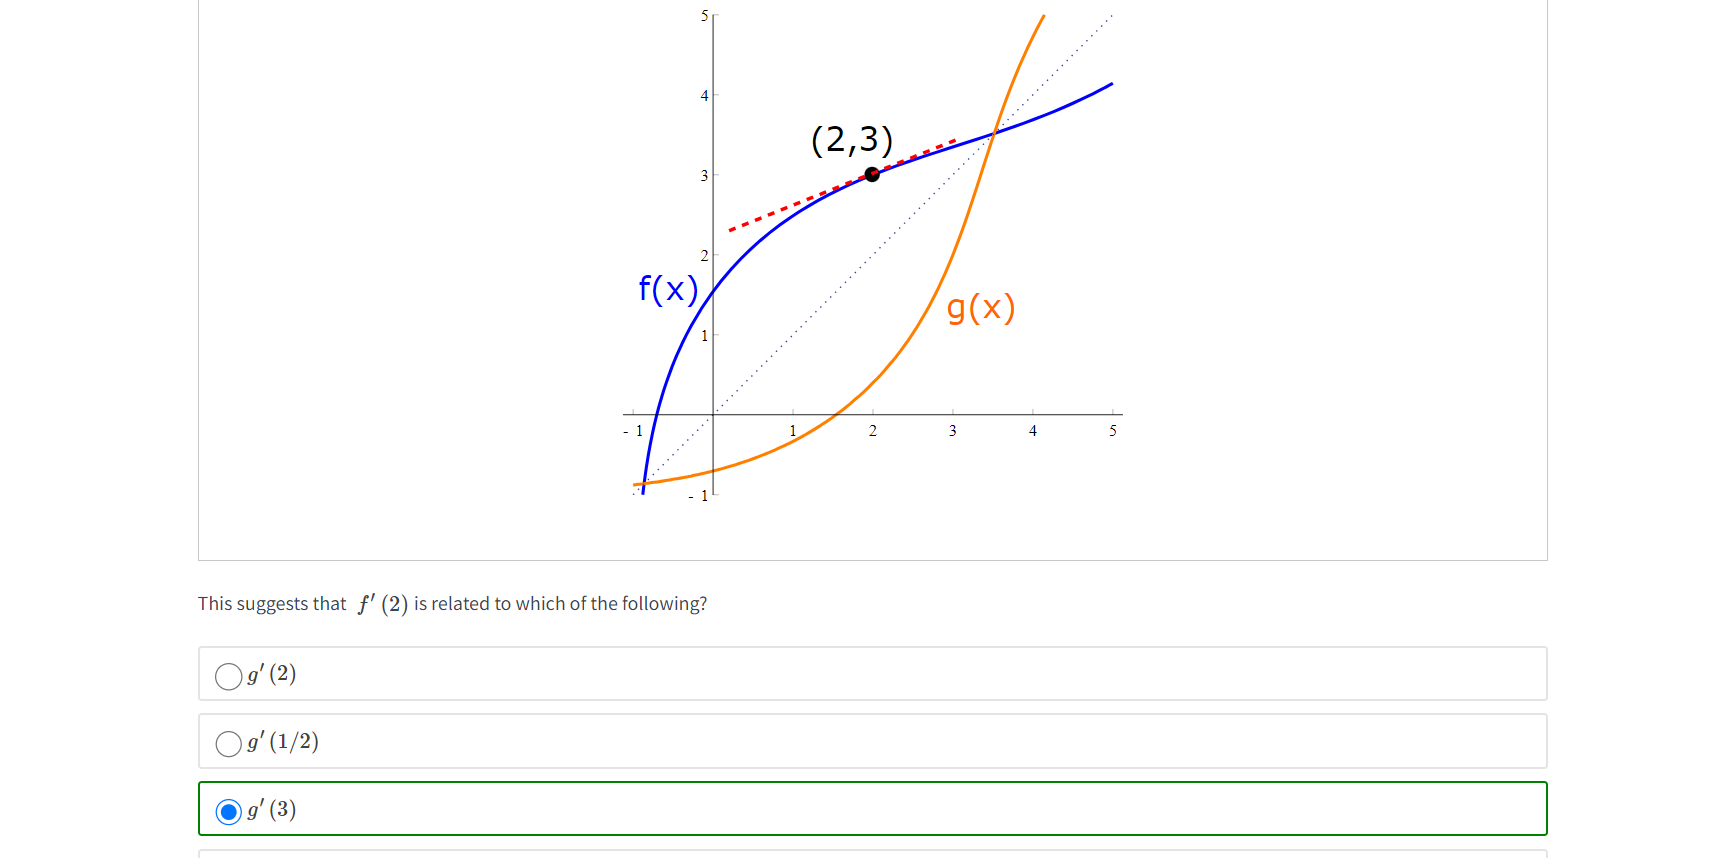 5
4
(2,3)
3
2
f(x)
g(x)
1
- 1 1 2 3 4 5
- 1
This suggests that f′ (2) is related to which of the following?
g′ (2)
g′ (1/2)
g′ (3)